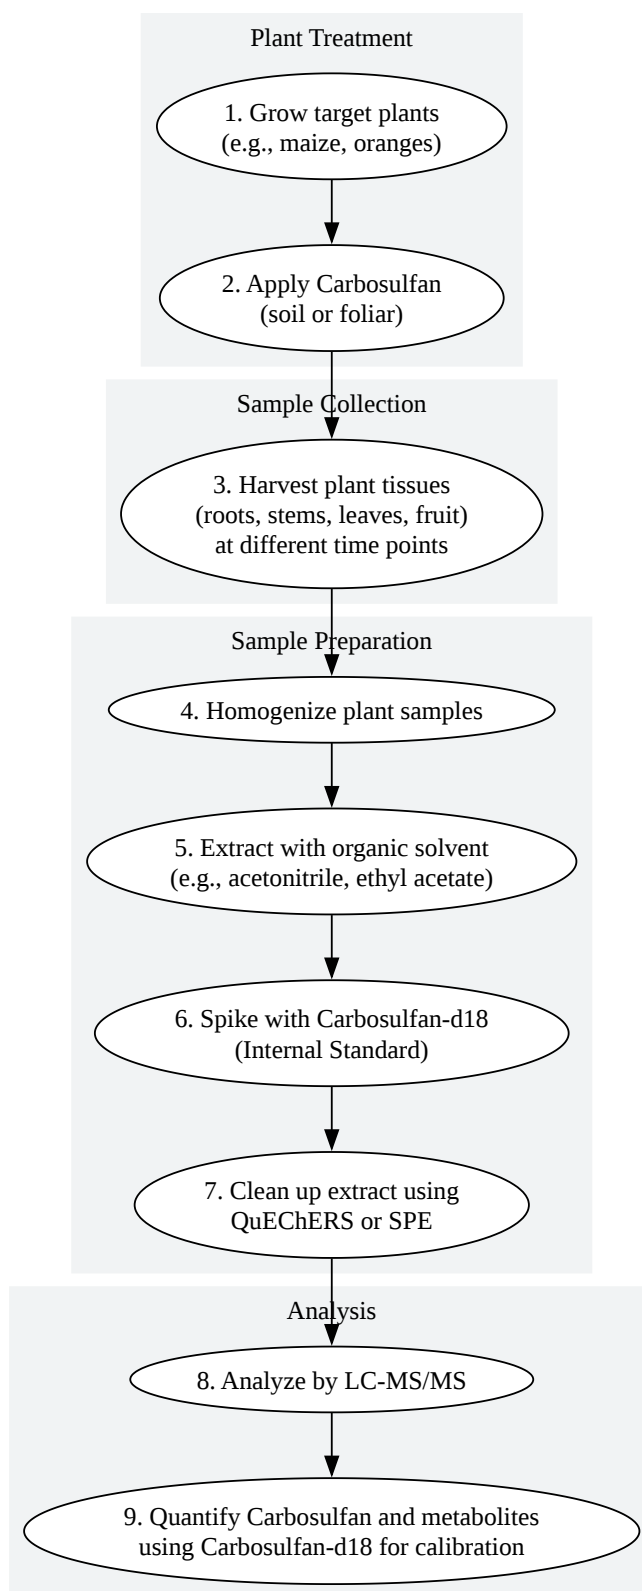 Plant Treatment
1. Grow target plants
(e.g., maize, oranges)
2. Apply Carbosulfan
(soil or foliar)
Sample Collection
3. Harvest plant tissues
(roots, stems, leaves, fruit)
at different time points
Sample Preparation
4. Homogenize plant samples
5. Extract with organic solvent
(e.g., acetonitrile, ethyl acetate)
6. Spike with Carbosulfan-d18
(Internal Standard)
7. Clean up extract using
QuEChERS or SPE
Analysis
8. Analyze by LC-MS/MS
9. Quantify Carbosulfan and metabolites
using Carbosulfan-d18 for calibration